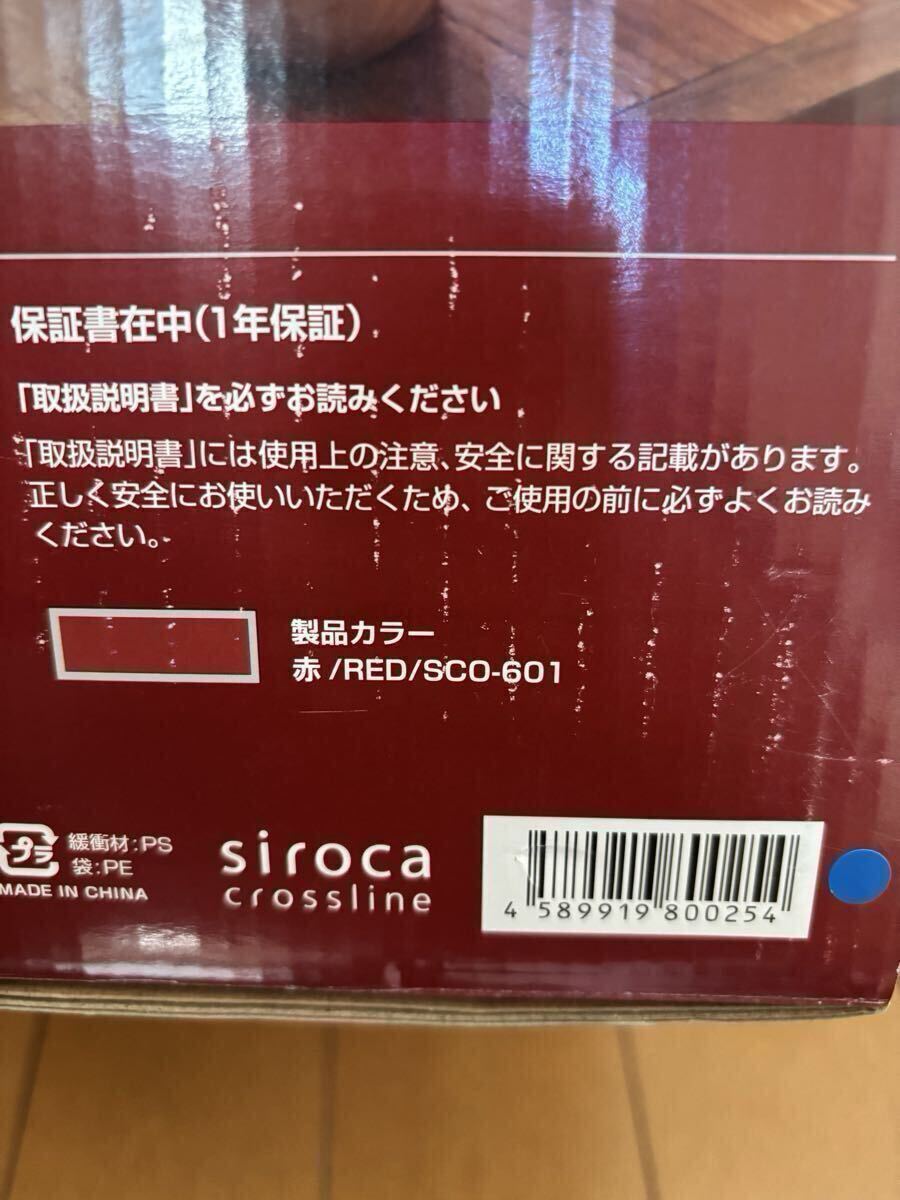 保証書在中(1年保証)
「取扱説明書」を必ずお読みください
「取扱説明書」には使用上の注意、安全に関する記載があります。
正しく安全にお使いいただくため、ご使用の前に必ずよくお読み
ください。
製品カラー
赤 /RED/SCO-601
プラ
緩衝材:PS
袋:PE
MADE IN CHINA
siroca
crossline
4 589919 800254